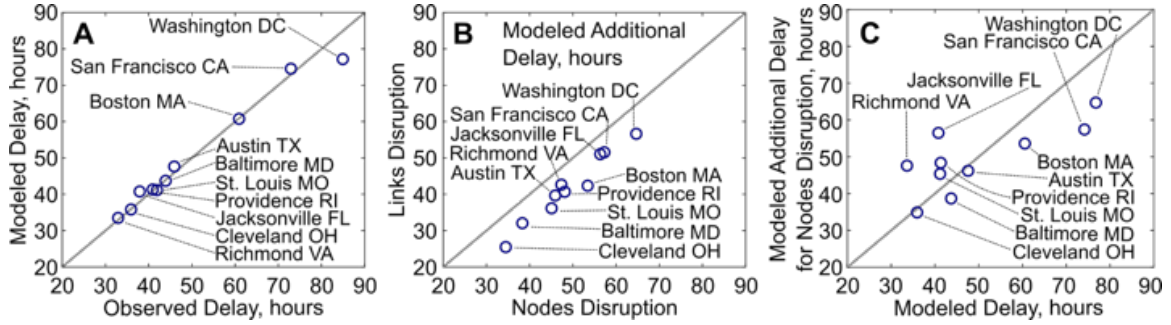 A
Washington DC
San Francisco CA
Boston MA
Austin TX
Baltimore MD
St. Louis MO
Providence RI
Jacksonville FL
Cleveland OH
Richmond VA
Modeled Delay, hours
90
80
70
60
50
40
30
20
20 30 40 50 60 70 80 90
Observed Delay, hours
B
Modeled Additional
Delay, hours
Washington DC
San Francisco CA
Jacksonville FL
Richmond VA
Austin TX
Boston MA
Providence RI
St. Louis MO
Baltimore MD
Cleveland OH
Links Disruption
90
80
70
60
50
40
30
20
20 30 40 50 60 70 80 90
Nodes Disruption
C
Washington DC
San Francisco CA
Jacksonville FL
Richmond VA
Boston MA
Austin TX
Providence RI
St. Louis MO
Baltimore MD
Cleveland OH
Modeled Additional Delay
for Nodes Disruption, hours
90
80
70
60
50
40
30
20
20 30 40 50 60 70 80 90
Modeled Delay, hours